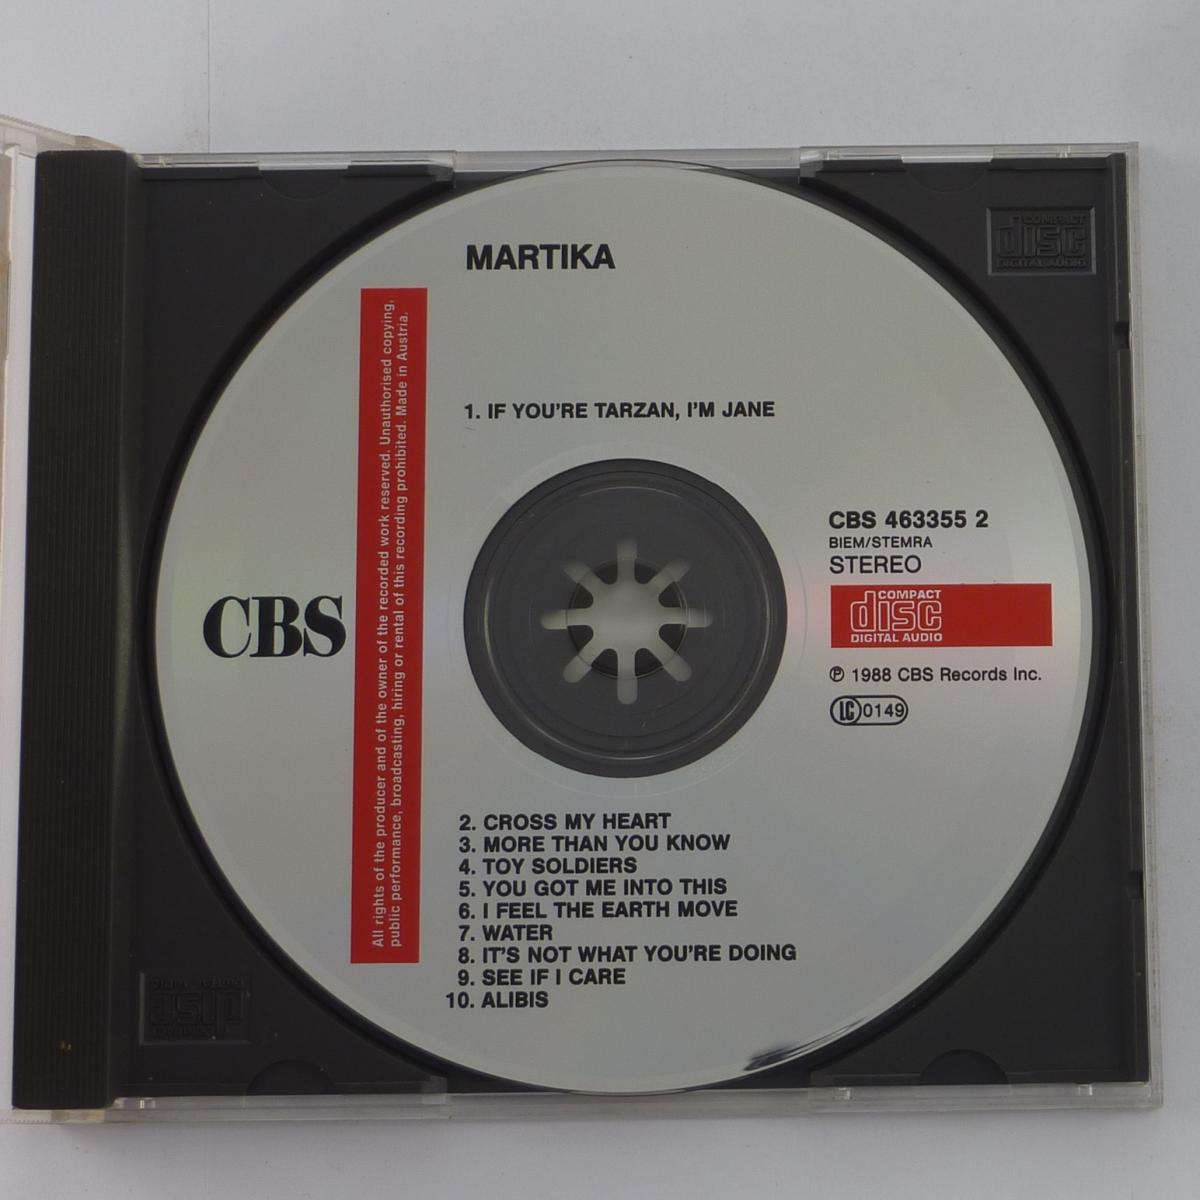 MARTIKA
1. IF YOU'RE TARZAN, I'M JANE
CBS 463355 2
BIEM/STEMRA
STEREO
COMPACT
disc
DIGITAL AUDIO
℗ 1988 CBS Records Inc.
LC 0149
CBS
All rights of the producer and of the owner of the recorded work reserved. Unauthorised copying,
public performance, broadcasting, hiring or rental of this recording prohibited. Made in Austria.
2. CROSS MY HEART
3. MORE THAN YOU KNOW
4. TOY SOLDIERS
5. YOU GOT ME INTO THIS
6. I FEEL THE EARTH MOVE
7. WATER
8. IT'S NOT WHAT YOU'RE DOING
9. SEE IF I CARE
10. ALIBIS
COMPACT
disc
DIGITAL AUDIO
COMPACT
disc
DIGITAL AUDIO